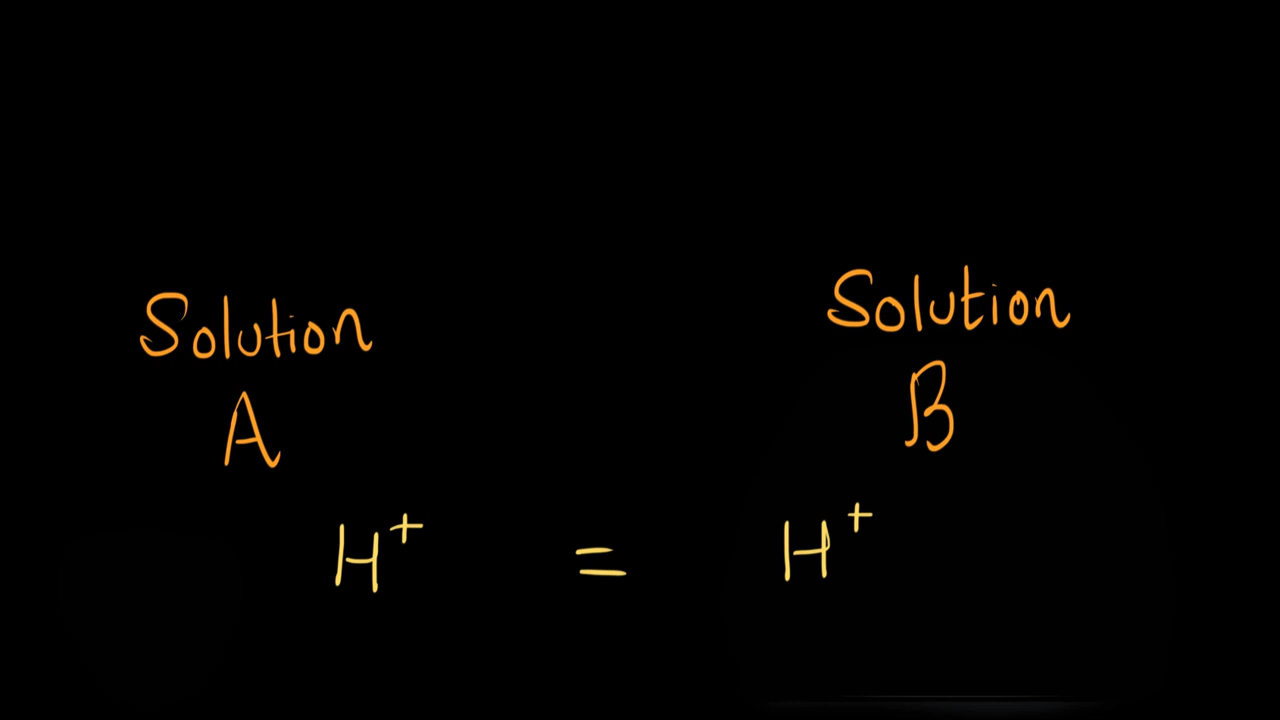 Solution
A
Solution
B
H⁺ = H⁺